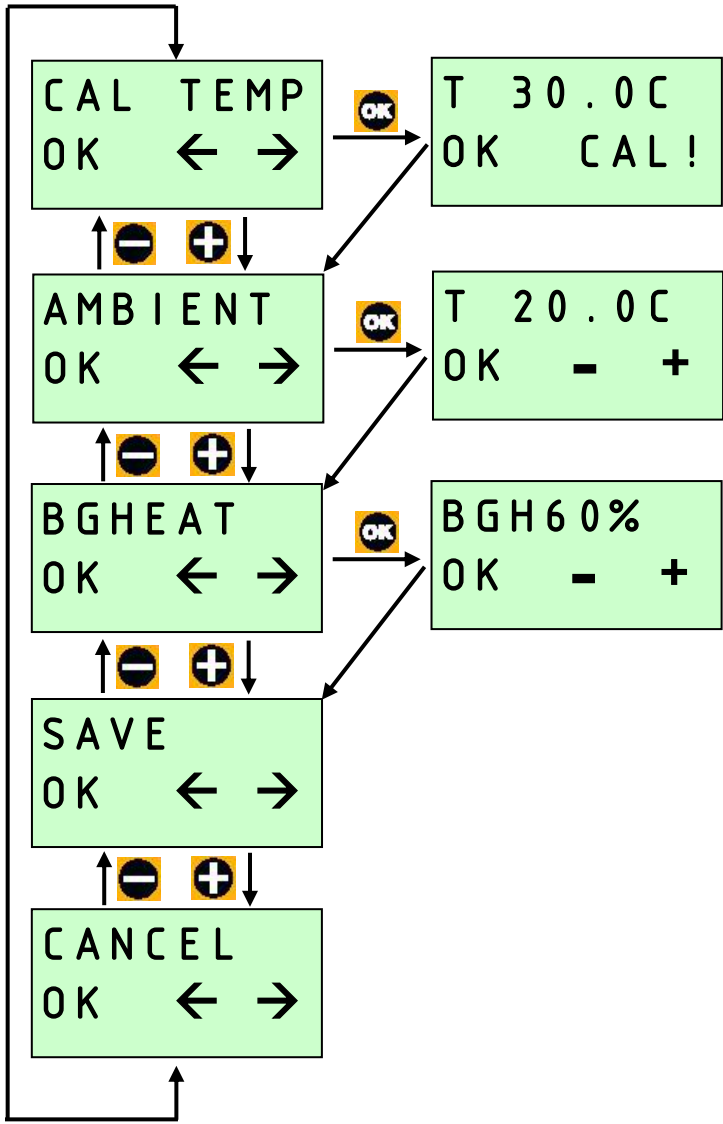 CAL TEMP
OK ← →
OK
T 30.0C
OK CAL!
- +
AMBIENT
OK ← →
OK
T 20.0C
OK - +
- +
BGHEAT
OK ← →
OK
BGH60%
OK - +
- +
SAVE
OK ← →
- +
CANCEL
OK ← →